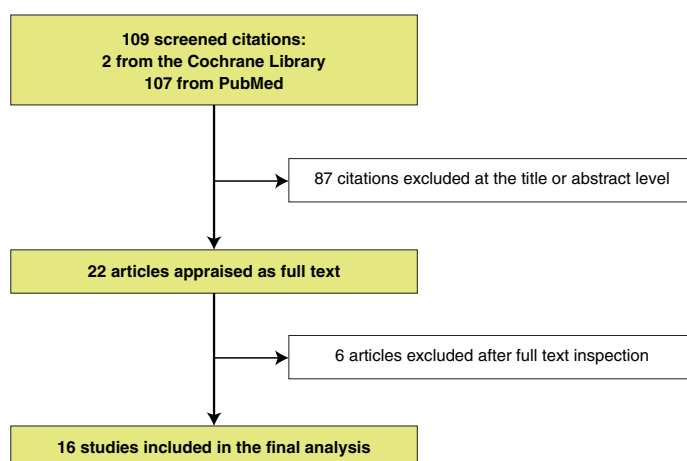 109 screened citations:
2 from the Cochrane Library
107 from PubMed
87 citations excluded at the title or abstract level
22 articles appraised as full text
6 articles excluded after full text inspection
16 studies included in the final analysis